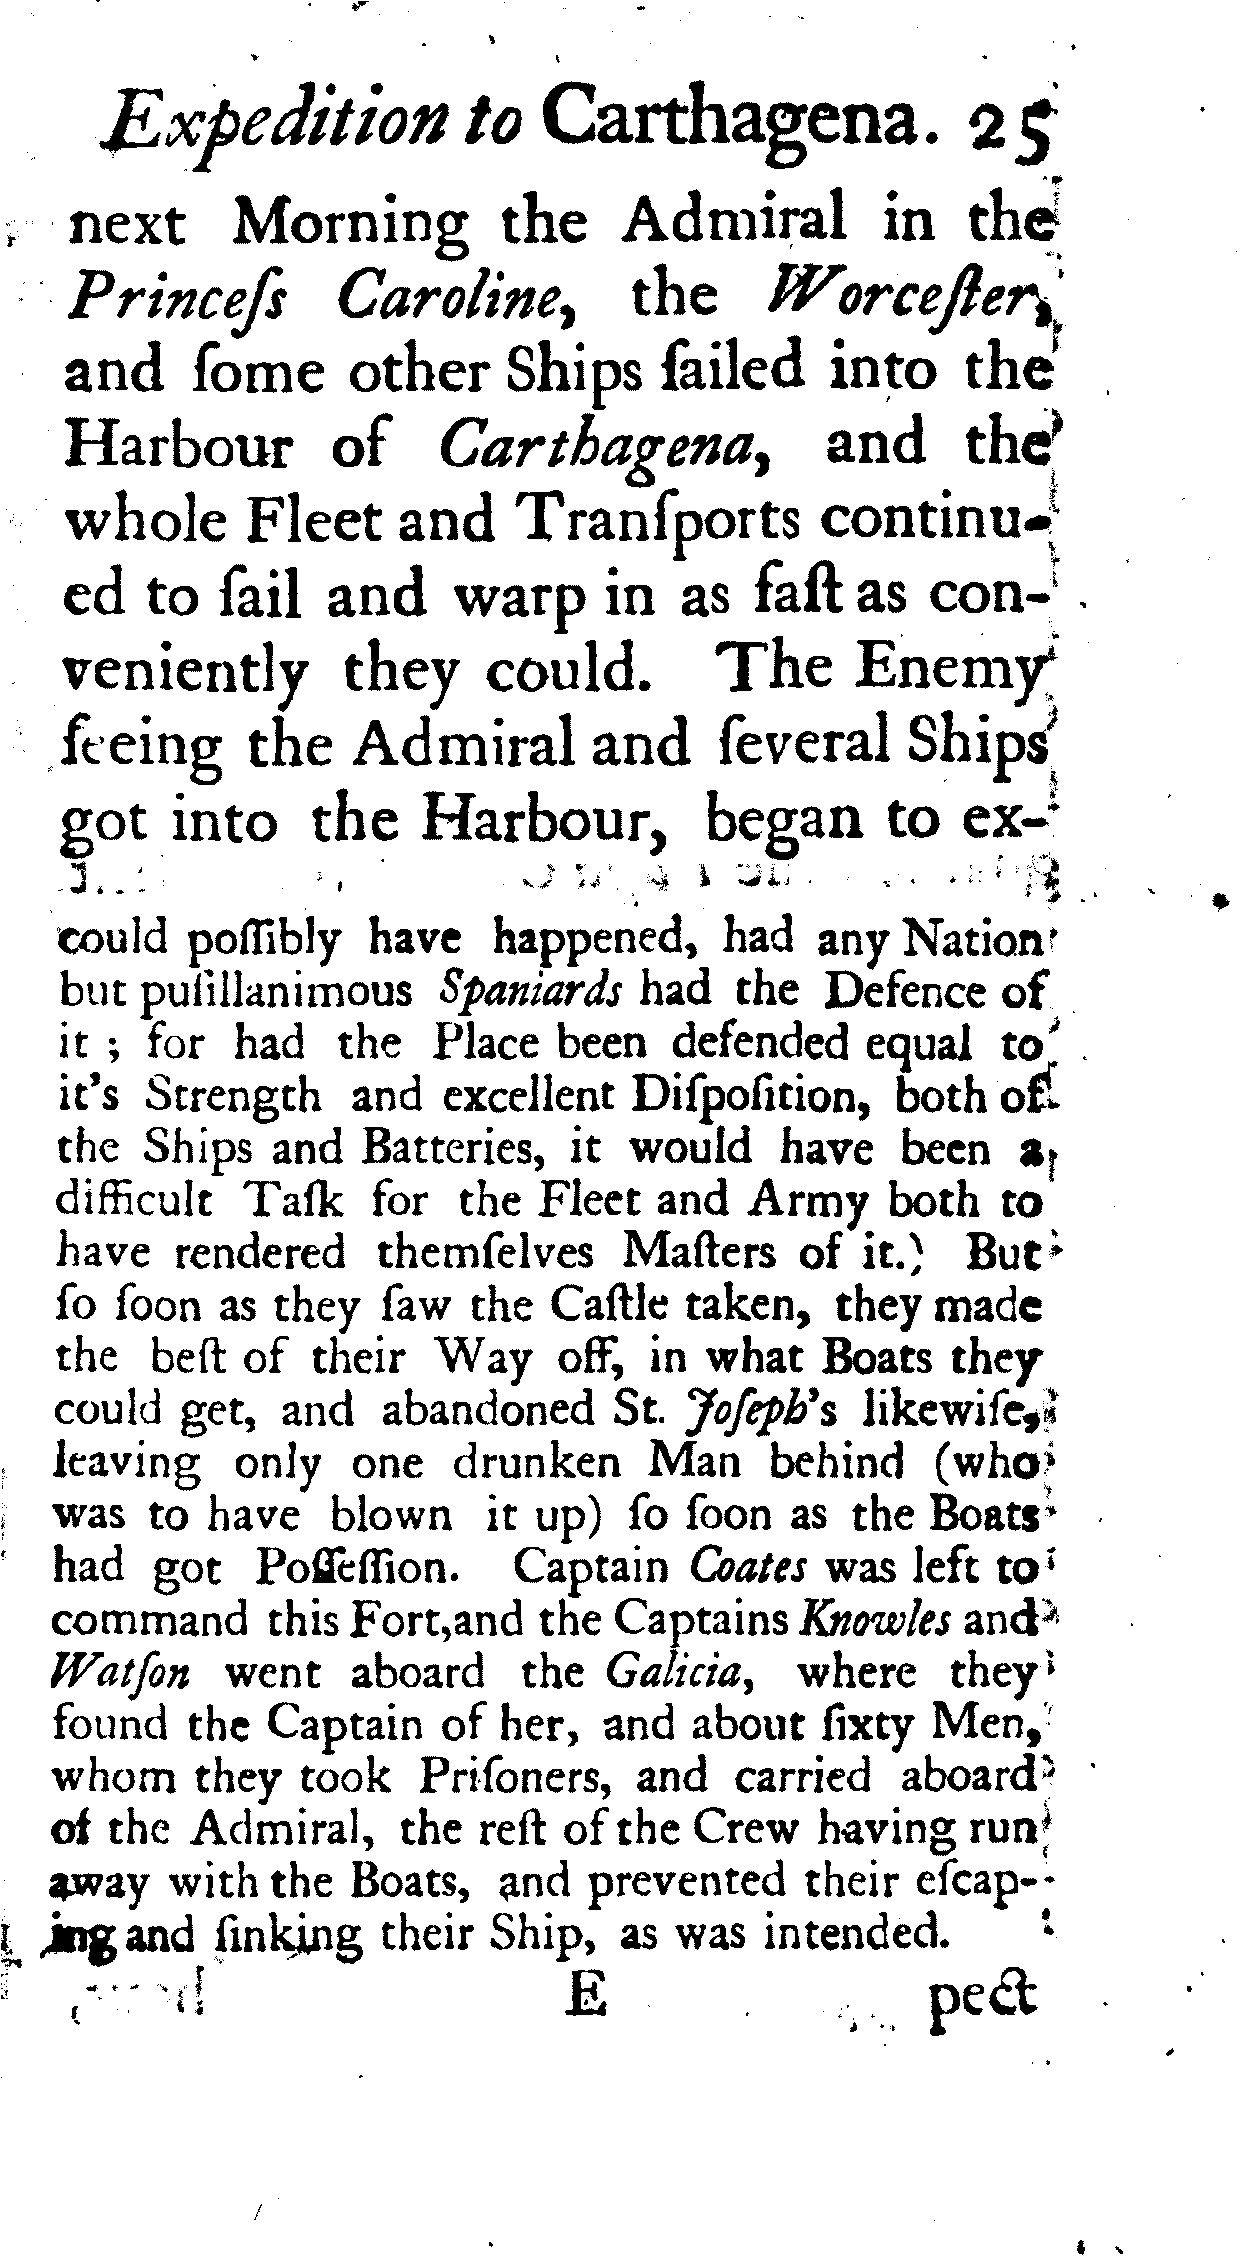 Expedition to Carthagena. 25
next Morning the Admiral in the
Princeſs Caroline, the Worceſter,
and ſome other Ships ſailed into the
Harbour of Carthagena, and the
whole Fleet and Tranſports continu-
ed to ſail and warp in as faſt as con-
veniently they could. The Enemy
ſeeing the Admiral and ſeveral Ships
got into the Harbour, began to ex-
could poſſibly have happened, had any Nation
but puſillanimous Spaniards had the Defence of
it ; for had the Place been defended equal to
it's Strength and excellent Diſpoſition, both of
the Ships and Batteries, it would have been a
difficult Taſk for the Fleet and Army both to
have rendered themſelves Maſters of it.) But
ſo ſoon as they ſaw the Caſtle taken, they made
the beſt of their Way off, in what Boats they
could get, and abandoned St. Joſeph's likewiſe,
leaving only one drunken Man behind (who
was to have blown it up) ſo ſoon as the Boats
had got Poſſeſſion. Captain Coates was left to
command this Fort,and the Captains Knowles and
Watſon went aboard the Galicia, where they
found the Captain of her, and about ſixty Men,
whom they took Priſoners, and carried aboard
of the Admiral, the reſt of the Crew having run
away with the Boats, and prevented their eſcap-
ing and ſinking their Ship, as was intended.
E pect